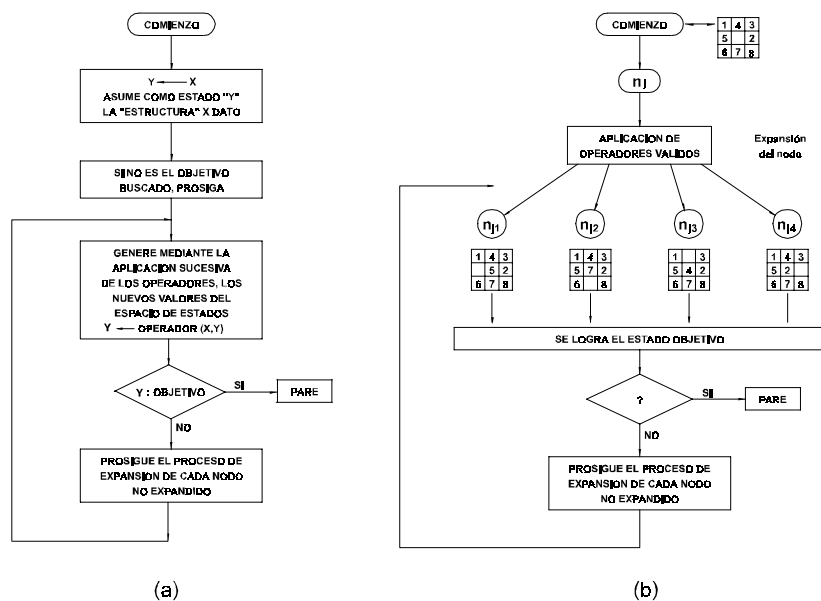 COMIENZO
Y ← X
ASUME COMO ESTADO "Y"
LA "ESTRUCTURA" X DATO
SI NO ES EL OBJETIVO
BUSCADO, PROSIGA
GENERE MEDIANTE LA
APLICACION SUCESIVA
DE LOS OPERADORES, LOS
NUEVOS VALORES DEL
ESPACIO DE ESTADOS
Y ← OPERADOR (X,Y)
Y : OBJETIVO
SI
PARE
NO
PROSIGUE EL PROCESO DE
EXPANSION DE CADA NODO
NO EXPANDIDO
(a)
COMIENZO
1 4 3
5 2
6 7 8
nj
APLICACION DE
OPERADORES VALIDOS
Expansión
del nodo
nj1
nj2
nj3
nj4
1 4 3
5 2
6 7 8
1 4 3
5 7 2
6 8
1 3
5 4 2
6 7 8
1 4 3
5 2
6 7 8
SE LOGRA EL ESTADO OBJETIVO
?
SI
PARE
NO
PROSIGUE EL PROCESO DE
EXPANSION DE CADA NODO
NO EXPANDIDO
(b)